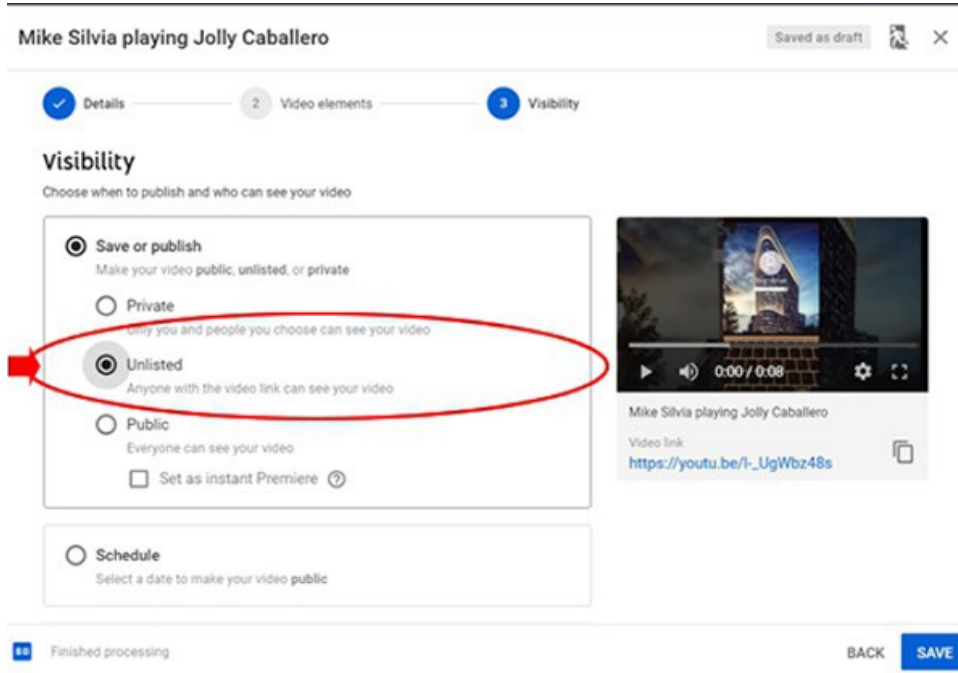 Mike Silvia playing Jolly Caballero
Saved as draft
Details
2 Video elements
3 Visibility
Visibility
Choose when to publish and who can see your video
Save or publish
Make your video public, unlisted, or private
Private
Only you and people you choose can see your video
Unlisted
Anyone with the video link can see your video
Public
Everyone can see your video
Set as instant Premiere ?
Schedule
Select a date to make your video public
0:00 / 0:08
Mike Silvia playing Jolly Caballero
Video link
https://youtu.be/l-_UgWbz48s
Finished processing
BACK
SAVE